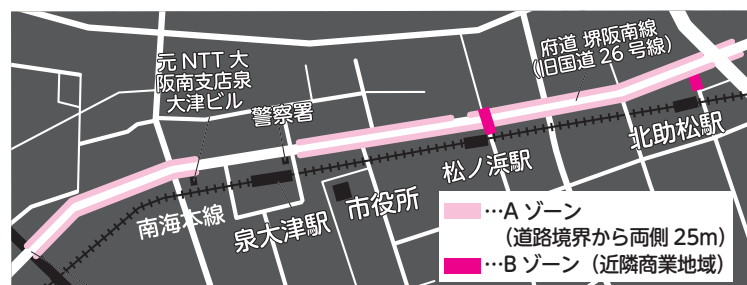 元 NTT 大
阪南支店泉
大津ビル
警察署
府道 堺阪南線
（旧国道 26 号線）
南海本線
泉大津駅
市役所
松ノ浜駅
北助松駅
…A ゾーン
（道路境界から両側 25m）
…B ゾーン（近隣商業地域）